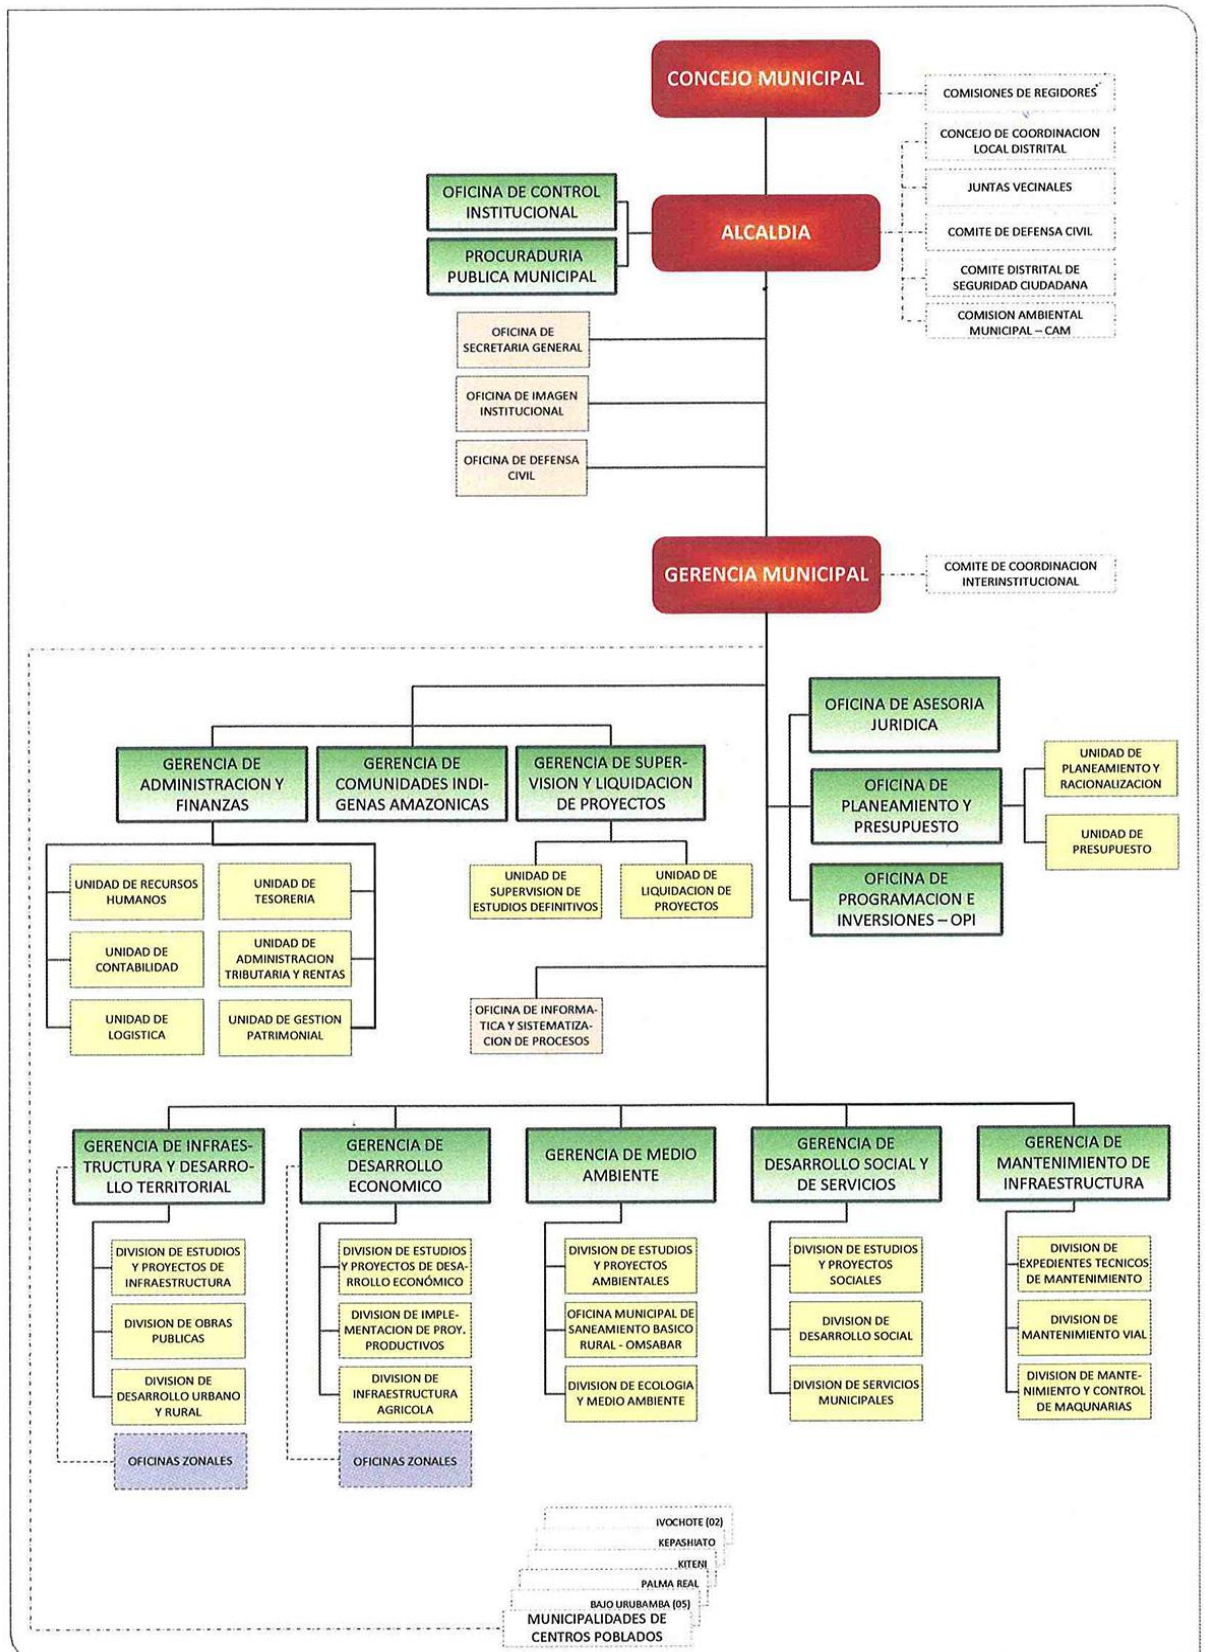 CONCEJO MUNICIPAL
COMISIONES DE REGIDORES
CONCEJO DE COORDINACION
LOCAL DISTRITAL
JUNTAS VECINALES
COMITE DE DEFENSA CIVIL
COMITE DISTRITAL DE
SEGURIDAD CIUDADANA
COMISION AMBIENTAL
MUNICIPAL – CAM
OFICINA DE CONTROL
INSTITUCIONAL
PROCURADURIA
PUBLICA MUNICIPAL
ALCALDIA
OFICINA DE
SECRETARIA GENERAL
OFICINA DE IMAGEN
INSTITUCIONAL
OFICINA DE DEFENSA
CIVIL
GERENCIA MUNICIPAL
COMITE DE COORDINACION
INTERINSTITUCIONAL
OFICINA DE ASESORIA
JURIDICA
OFICINA DE
PLANEAMIENTO Y
PRESUPUESTO
UNIDAD DE
PLANEAMIENTO Y
RACIONALIZACION
UNIDAD DE
PRESUPUESTO
OFICINA DE
PROGRAMACION E
INVERSIONES – OPI
GERENCIA DE
ADMINISTRACION Y
FINANZAS
GERENCIA DE
COMUNIDADES INDI-
GENAS AMAZONICAS
GERENCIA DE SUPER-
VISION Y LIQUIDACION
DE PROYECTOS
UNIDAD DE RECURSOS
HUMANOS
UNIDAD DE
TESORERIA
UNIDAD DE
CONTABILIDAD
UNIDAD DE
ADMINISTRACION
TRIBUTARIA Y RENTAS
UNIDAD DE
LOGISTICA
UNIDAD DE GESTION
PATRIMONIAL
UNIDAD DE
SUPERVISION DE
ESTUDIOS DEFINITIVOS
UNIDAD DE
LIQUIDACION DE
PROYECTOS
OFICINA DE INFORMA-
TICA Y SISTEMATIZA-
CION DE PROCESOS
GERENCIA DE INFRAES-
TRUCTURA Y DESARRO-
LLO TERRITORIAL
DIVISION DE ESTUDIOS
Y PROYECTOS DE
INFRAESTRUCTURA
DIVISION DE OBRAS
PUBLICAS
DIVISION DE
DESARROLLO URBANO
Y RURAL
OFICINAS ZONALES
GERENCIA DE
DESARROLLO
ECONOMICO
DIVISION DE ESTUDIOS
Y PROYECTOS DE DESA-
RROLLO ECONÓMICO
DIVISION DE IMPLE-
MENTACION DE PROY.
PRODUCTIVOS
DIVISION DE
INFRAESTRUCTURA
AGRICOLA
OFICINAS ZONALES
GERENCIA DE MEDIO
AMBIENTE
DIVISION DE ESTUDIOS
Y PROYECTOS
AMBIENTALES
OFICINA MUNICIPAL DE
SANEAMIENTO BASICO
RURAL - OMSABAR
DIVISION DE ECOLOGIA
Y MEDIO AMBIENTE
GERENCIA DE
DESARROLLO SOCIAL Y
DE SERVICIOS
DIVISION DE ESTUDIOS
Y PROYECTOS
SOCIALES
DIVISION DE
DESARROLLO SOCIAL
DIVISION DE SERVICIOS
MUNICIPALES
GERENCIA DE
MANTENIMIENTO DE
INFRAESTRUCTURA
DIVISION DE
EXPEDIENTES TECNICOS
DE MANTENIMIENTO
DIVISION DE
MANTENIMIENTO VIAL
DIVISION DE MANTE-
NIMIENTO Y CONTROL
DE MAQUNARIAS
IVOCHOTE (02)
KEPASHIATO
KITENI
PALMA REAL
BAJO URUBAMBA (05)
MUNICIPALIDADES DE
CENTROS POBLADOS